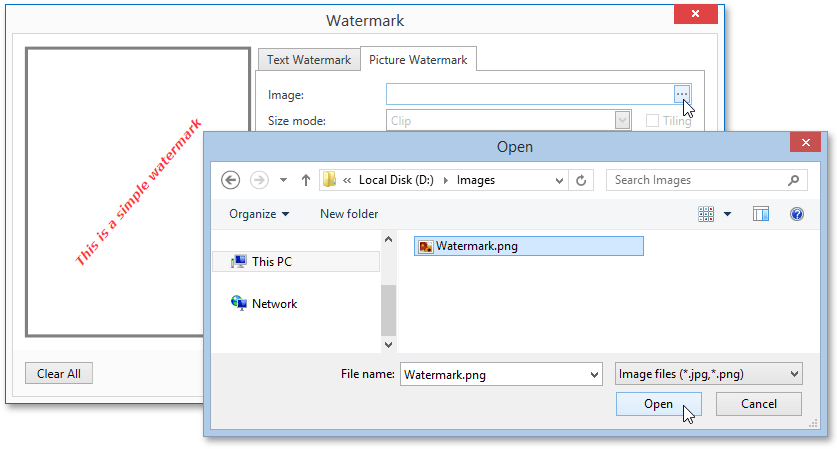 Watermark
Text Watermark Picture Watermark
Image: ...
Size mode: Clip Tiling
This is a simple watermark
Clear All
Open
« Local Disk (D:) Images Search Images
Organize New folder
Watermark.png
This PC
Network
File name: Watermark.png Image files (*.jpg,*.png)
Open Cancel